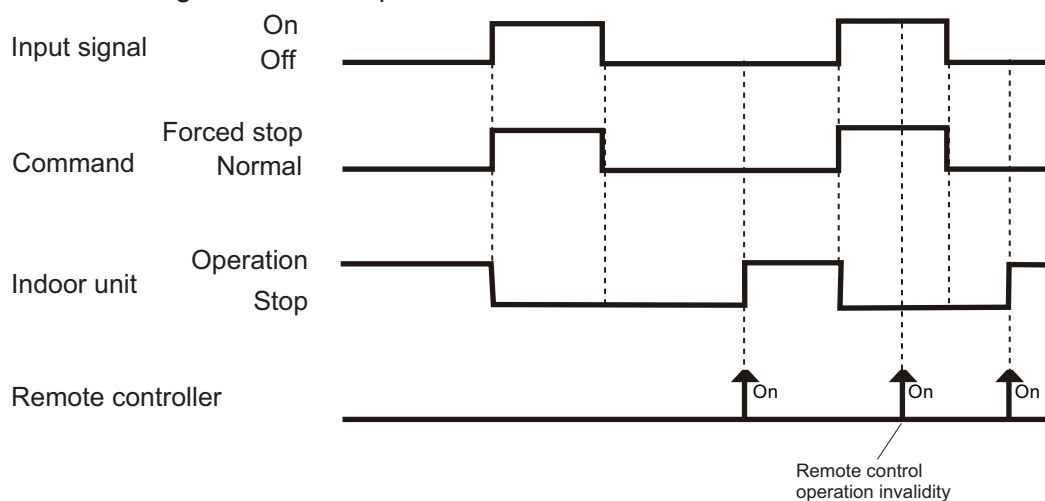 On
Input signal
Off
Forced stop
Command
Normal
Operation
Indoor unit
Stop
Remote controller
On
On
On
Remote control
operation invalidity